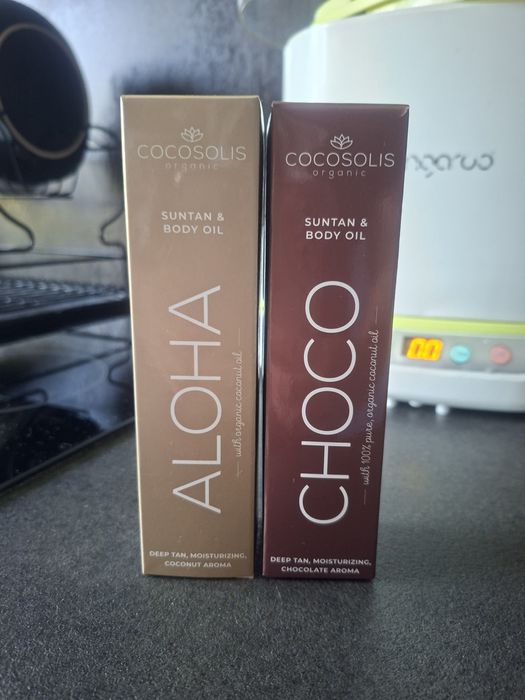 COCOSOLIS
organic
SUNTAN &
BODY OIL
ALOHA
with organic coconut oil
DEEP TAN, MOISTURIZING,
COCONUT AROMA
COCOSOLIS
organic
SUNTAN &
BODY OIL
CHOCO
with 100% pure, organic coconut oil
DEEP TAN, MOISTURIZING,
CHOCOLATE AROMA
00